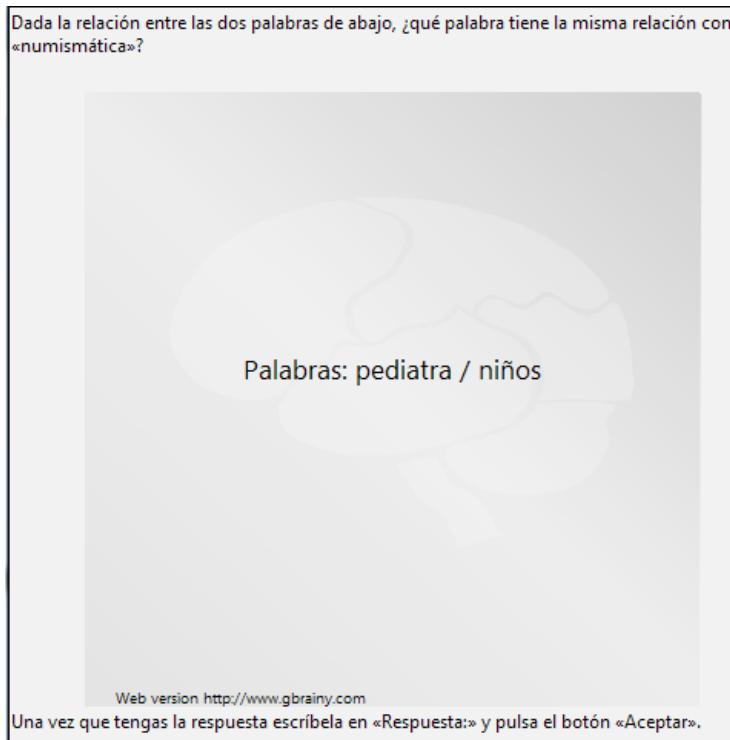 Dada la relación entre las dos palabras de abajo, ¿qué palabra tiene la misma relación con
«numismática»?
Palabras: pediatra / niños
Web version http://www.gbrainy.com
Una vez que tengas la respuesta escríbela en «Respuesta:» y pulsa el botón «Aceptar».